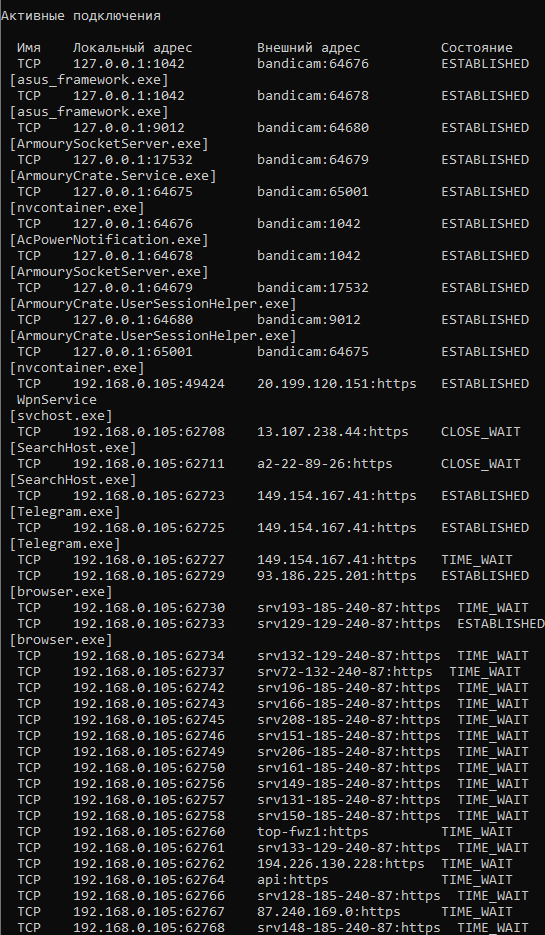 Активные подключения
Имя Локальный адрес Внешний адрес Состояние
TCP 127.0.0.1:1042 bandicam:64676 ESTABLISHED
[asus_framework.exe]
TCP 127.0.0.1:1042 bandicam:64678 ESTABLISHED
[asus_framework.exe]
TCP 127.0.0.1:9012 bandicam:64680 ESTABLISHED
[ArmourySocketServer.exe]
TCP 127.0.0.1:17532 bandicam:64679 ESTABLISHED
[ArmouryCrate.Service.exe]
TCP 127.0.0.1:64675 bandicam:65001 ESTABLISHED
[nvcontainer.exe]
TCP 127.0.0.1:64676 bandicam:1042 ESTABLISHED
[AcPowerNotification.exe]
TCP 127.0.0.1:64678 bandicam:1042 ESTABLISHED
[ArmourySocketServer.exe]
TCP 127.0.0.1:64679 bandicam:17532 ESTABLISHED
[ArmouryCrate.UserSessionHelper.exe]
TCP 127.0.0.1:64680 bandicam:9012 ESTABLISHED
[ArmouryCrate.UserSessionHelper.exe]
TCP 127.0.0.1:65001 bandicam:64675 ESTABLISHED
[nvcontainer.exe]
TCP 192.168.0.105:49424 20.199.120.151:https ESTABLISHED
WpnService
[svchost.exe]
TCP 192.168.0.105:62708 13.107.238.44:https CLOSE_WAIT
[SearchHost.exe]
TCP 192.168.0.105:62711 a2-22-89-26:https CLOSE_WAIT
[SearchHost.exe]
TCP 192.168.0.105:62723 149.154.167.41:https ESTABLISHED
[Telegram.exe]
TCP 192.168.0.105:62725 149.154.167.41:https ESTABLISHED
[Telegram.exe]
TCP 192.168.0.105:62727 149.154.167.41:https TIME_WAIT
TCP 192.168.0.105:62729 93.186.225.201:https ESTABLISHED
[browser.exe]
TCP 192.168.0.105:62730 srv193-185-240-87:https TIME_WAIT
TCP 192.168.0.105:62733 srv129-129-240-87:https ESTABLISHED
[browser.exe]
TCP 192.168.0.105:62734 srv132-129-240-87:https TIME_WAIT
TCP 192.168.0.105:62737 srv72-132-240-87:https TIME_WAIT
TCP 192.168.0.105:62742 srv196-185-240-87:https TIME_WAIT
TCP 192.168.0.105:62743 srv166-185-240-87:https TIME_WAIT
TCP 192.168.0.105:62745 srv208-185-240-87:https TIME_WAIT
TCP 192.168.0.105:62746 srv151-185-240-87:https TIME_WAIT
TCP 192.168.0.105:62749 srv206-185-240-87:https TIME_WAIT
TCP 192.168.0.105:62750 srv161-185-240-87:https TIME_WAIT
TCP 192.168.0.105:62756 srv149-185-240-87:https TIME_WAIT
TCP 192.168.0.105:62757 srv131-185-240-87:https TIME_WAIT
TCP 192.168.0.105:62758 srv150-185-240-87:https TIME_WAIT
TCP 192.168.0.105:62760 top-fwz1:https TIME_WAIT
TCP 192.168.0.105:62761 srv133-129-240-87:https TIME_WAIT
TCP 192.168.0.105:62762 194.226.130.228:https TIME_WAIT
TCP 192.168.0.105:62764 api:https TIME_WAIT
TCP 192.168.0.105:62766 srv128-185-240-87:https TIME_WAIT
TCP 192.168.0.105:62767 87.240.169.0:https TIME_WAIT
TCP 192.168.0.105:62768 srv148-185-240-87:https TIME_WAIT